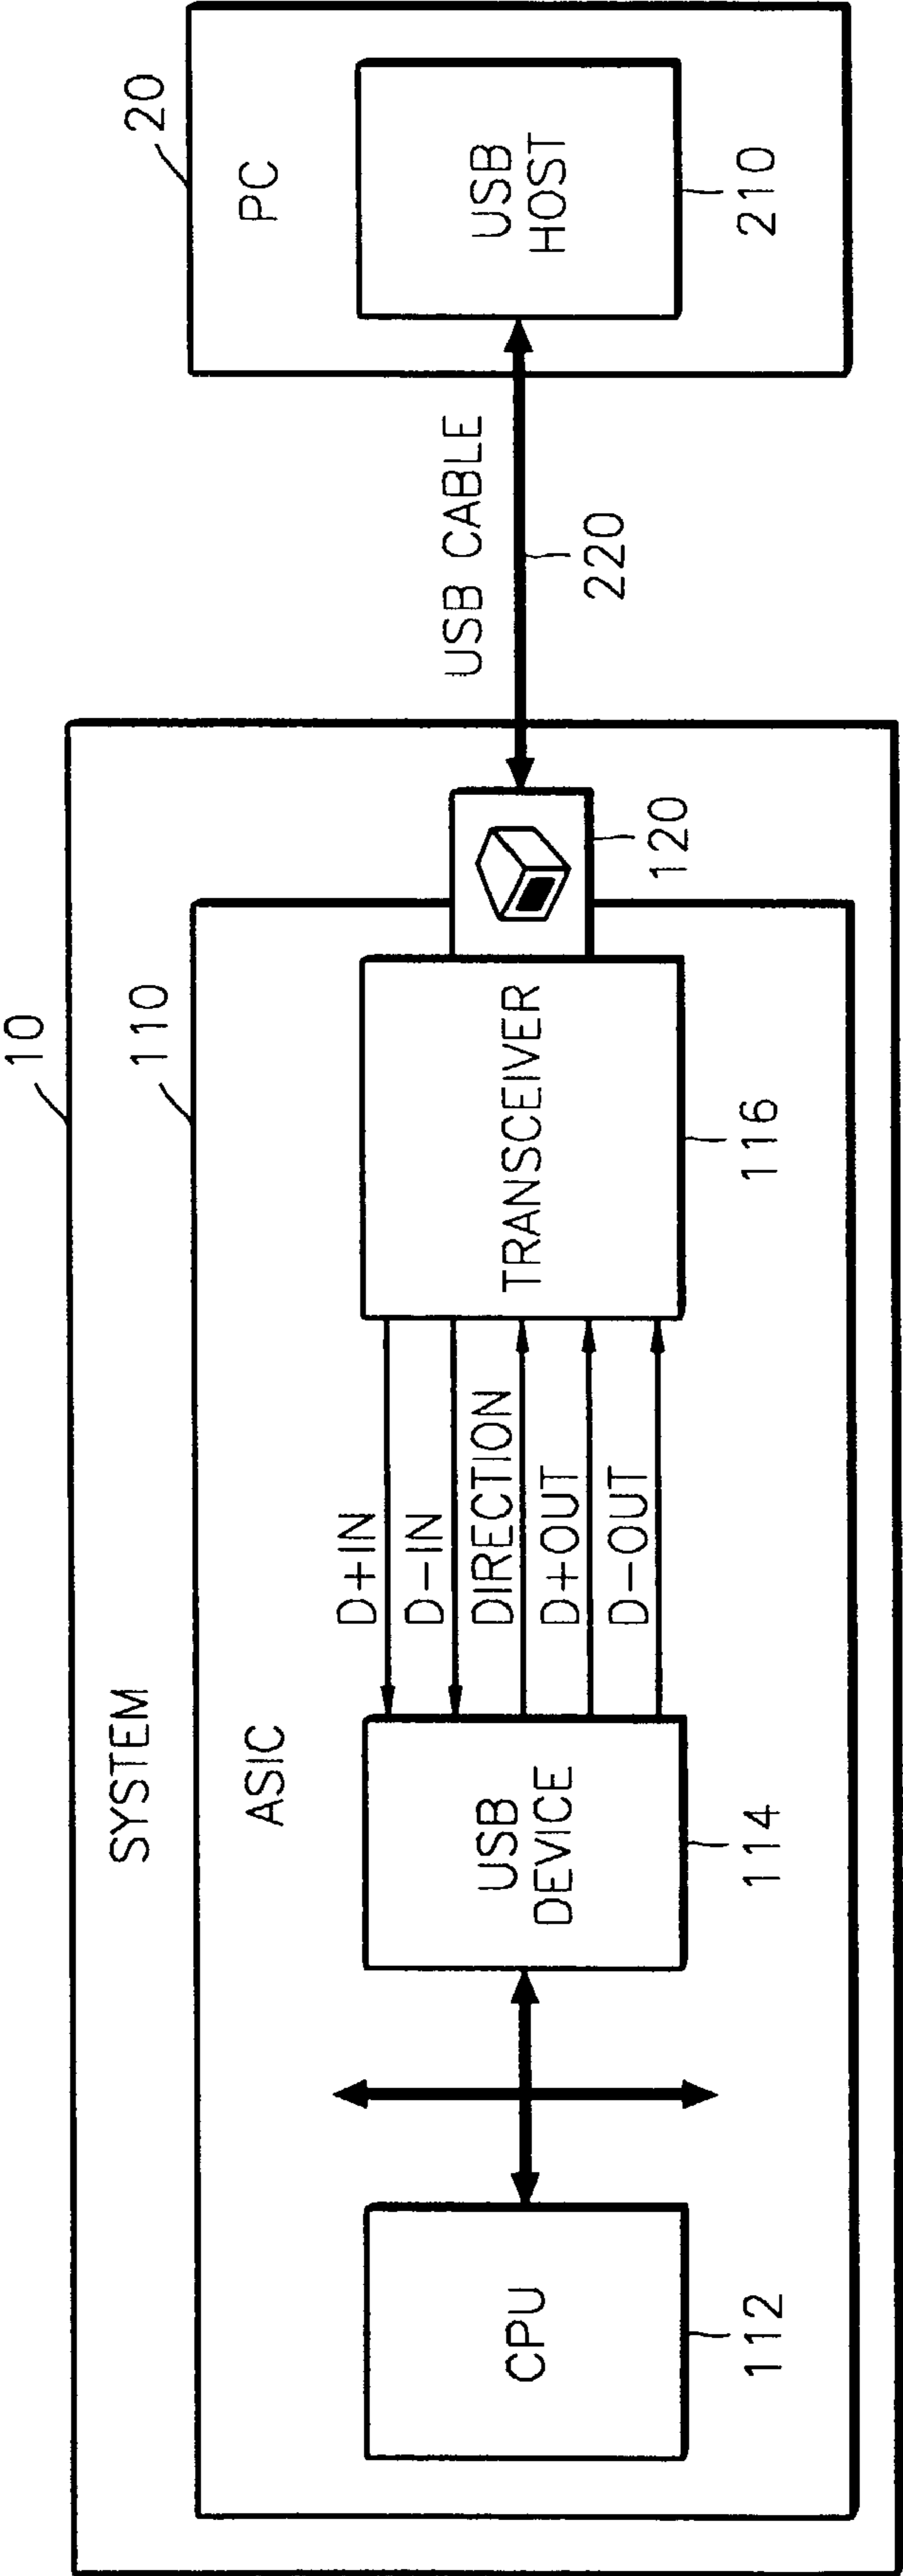 10
SYSTEM
110
ASIC
CPU
112
USB
DEVICE
114
D+IN
D-IN
DIRECTION
D+OUT
D-OUT
TRANSCEIVER
116
120
USB CABLE
220
20
PC
USB
HOST
210